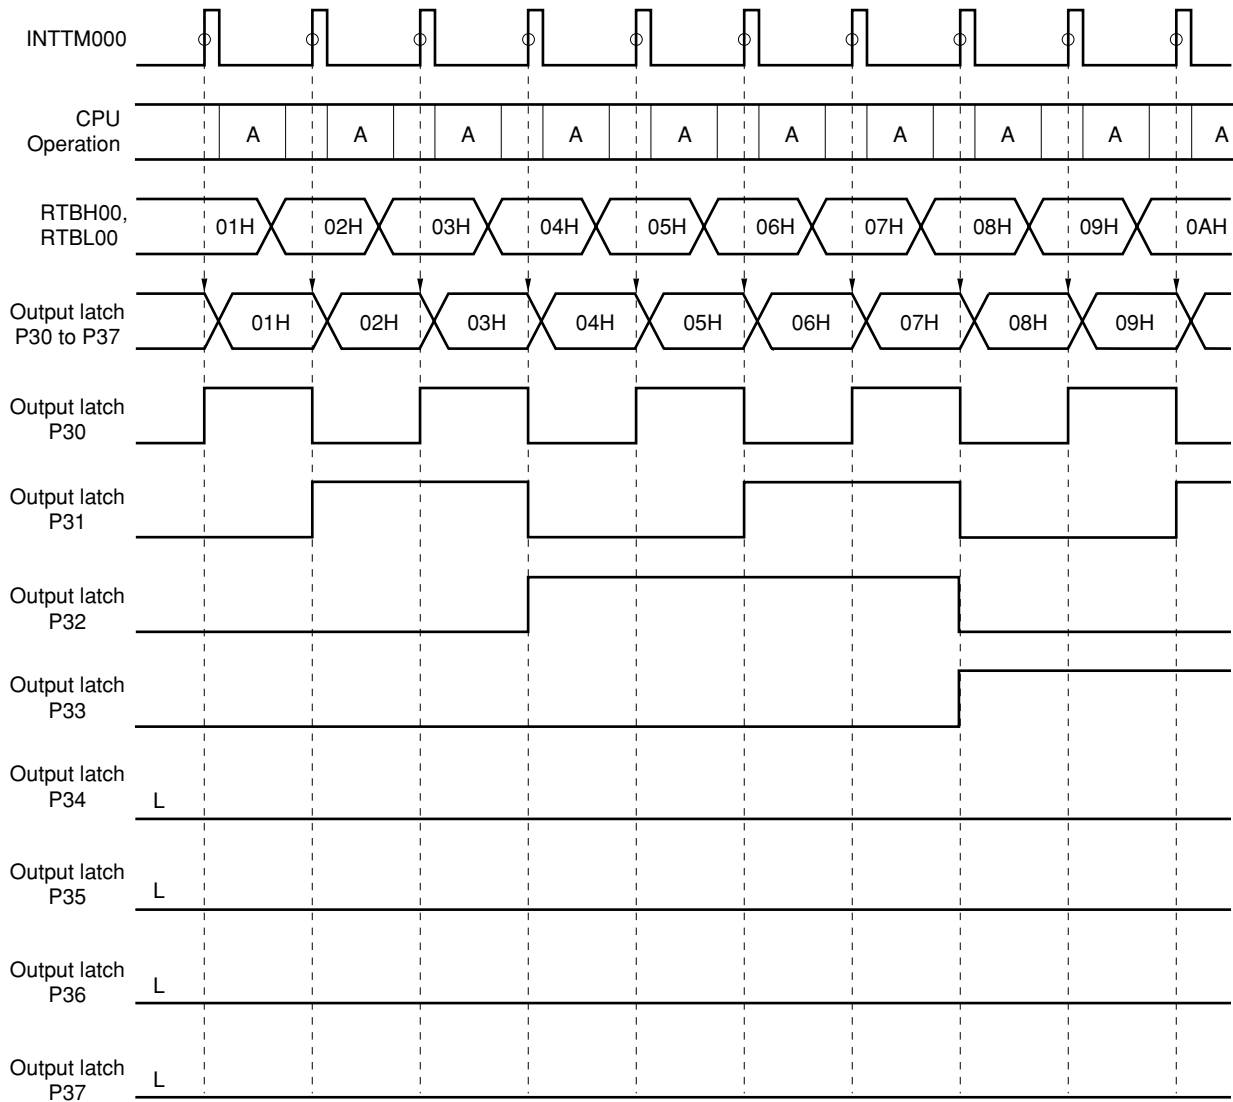 INTTM000
CPU
Operation
A A A A A A A A A A
RTBH00,
RTBL00
01H 02H 03H 04H 05H 06H 07H 08H 09H 0AH
Output latch
P30 to P37
01H 02H 03H 04H 05H 06H 07H 08H 09H
Output latch
P30
Output latch
P31
Output latch
P32
Output latch
P33
Output latch
P34
L
Output latch
P35
L
Output latch
P36
L
Output latch
P37
L